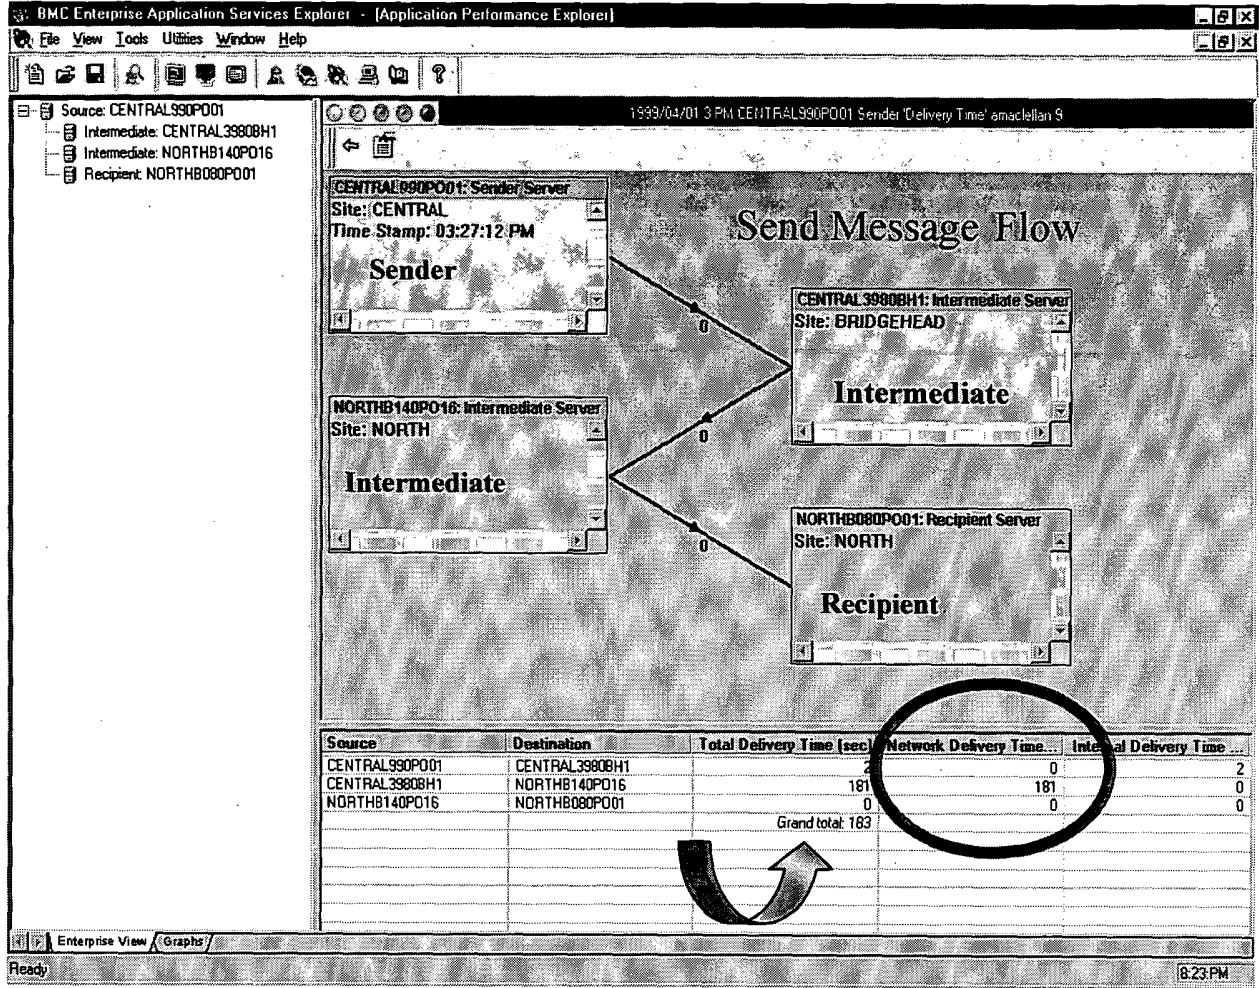 BMC Enterprise Application Services Explorer - [Application Performance Explorer]
File View Tools Utilities Window Help
Source: CENTRAL990PO01
Intermediate: CENTRAL3980BH1
Intermediate: NORTHB140PO16
Recipient: NORTHB080PO01
1999/04/01 3 PM CENTRAL990PO01 Sender 'Delivery Time' amaclellan 9
CENTRAL990PO01: Sender Server
Site: CENTRAL
Time Stamp: 03:27:12 PM
Sender
Send Message Flow
0
CENTRAL3980BH1: Intermediate Server
Site: BRIDGEHEAD
Intermediate
NORTHB140PO16: Intermediate Server
Site: NORTH
Intermediate
0
NORTHB080PO01: Recipient Server
Site: NORTH
Recipient
0
Source Destination Total Delivery Time (sec) Network Delivery Time... Internal Delivery Time ...
CENTRAL990PO01 CENTRAL3980BH1 2 0 2
CENTRAL3980BH1 NORTHB140PO16 181 181 0
NORTHB140PO16 NORTHB080PO01 0 0 0
Grand total: 183
Enterprise View Graphs
Ready
8:23 PM